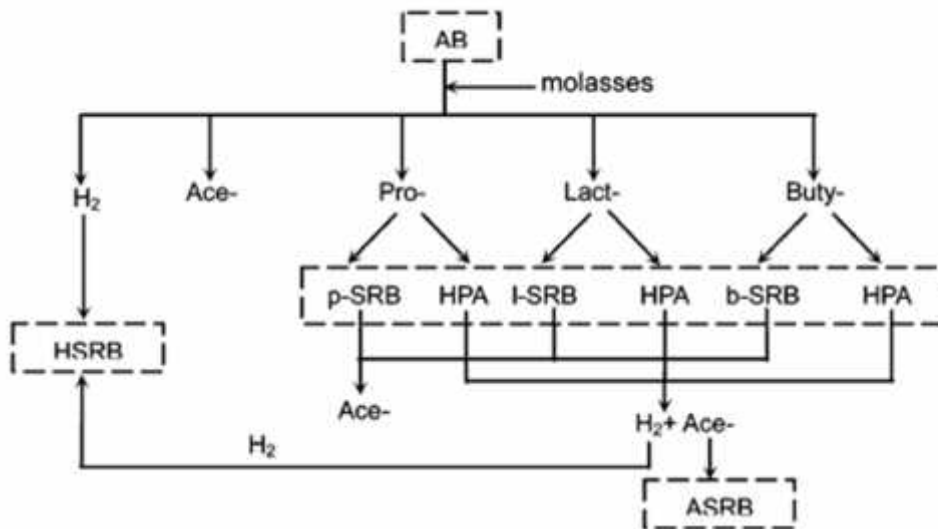 AB
molasses
H₂ Ace- Pro- Lact- Buty-
p-SRB HPA l-SRB HPA b-SRB HPA
HSRB
Ace-
H₂+ Ace-
H₂
ASRB